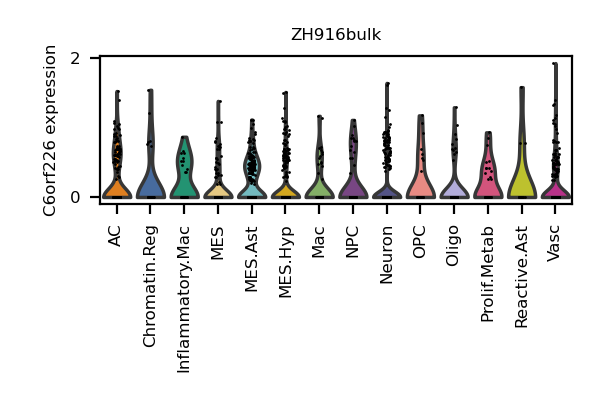 ZH916bulk
C6orf226 expression
2
0
AC
Chromatin.Reg
Inflammatory.Mac
MES
MES.Ast
MES.Hyp
Mac
NPC
Neuron
OPC
Oligo
Prolif.Metab
Reactive.Ast
Vasc